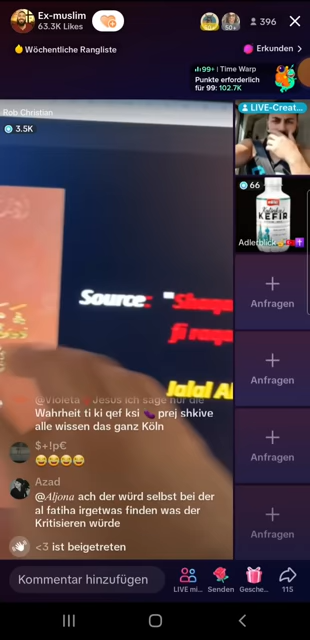 Ex-muslim
63.3K Likes
396
Wöchentliche Rangliste
Erkunden >
99+ | Time Warp
Punkte erforderlich
für 99: 102.7K
Rob Christian
3.5K
LIVE-Creat...
66
KEFIR
Adlerblick
Source: "
Jalal Al
Anfragen
Anfragen
Anfragen
Anfragen
@Violeta Jesus ich sage nur die
Wahrheit ti ki qef ksi 🍆 prej shkive
alle wissen das ganz Köln
$+!p€
😂😂😂😂
Azad
@Aljona ach der würd selbst bei der
al fatiha irgetwas finden was der
Kritisieren würde
<3 ist beigetreten
Kommentar hinzufügen
LIVE mi...
Senden
Gesche...
115